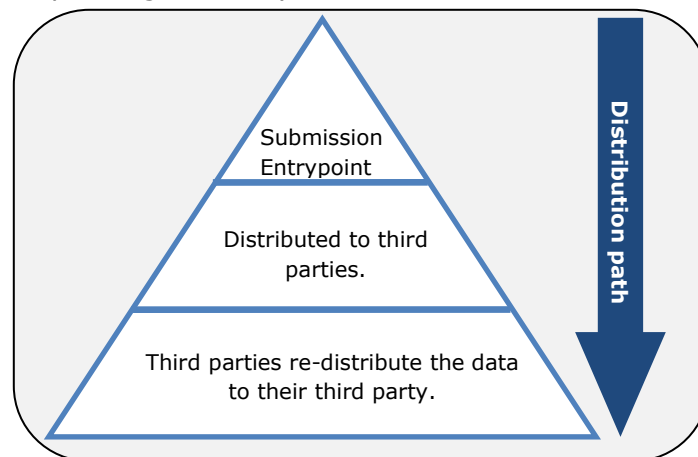 Submission
Entrypoint
Distributed to third
parties.
Third parties re-distribute the data
to their third party.
Distribution path